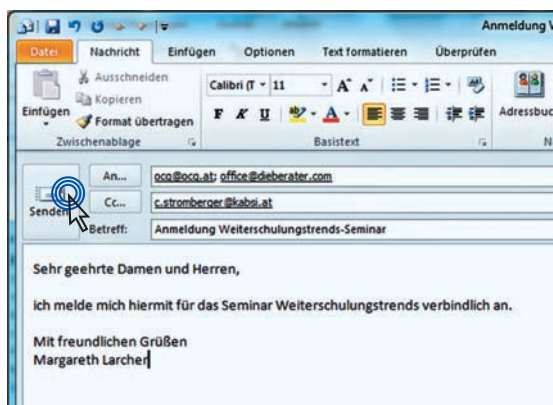 Anmeldung W
Datei Nachricht Einfügen Optionen Text formatieren Überprüfen
Ausschneiden
Kopieren
Format übertragen
Einfügen
Zwischenablage
Calibri (T 11
F K U
Basistext
Adressbuc
N
An... ocg@ocg.at; office@dieberater.com
Cc... c.stromberger@kabsi.at
Senden
Betreff: Anmeldung Weiterschulungstrends-Seminar
Sehr geehrte Damen und Herren,
ich melde mich hiermit für das Seminar Weiterschulungstrends verbindlich an.
Mit freundlichen Grüßen
Margareth Larcher